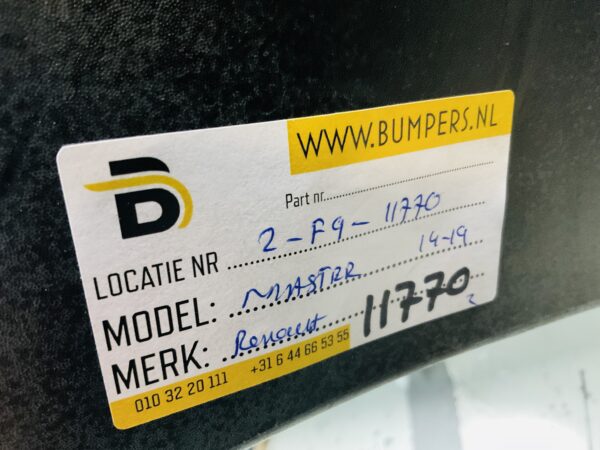 WWW.BUMPERS.NL
B
Part nr
LOCATIE NR 2-F9-11770
MODEL: MASTER 14-19
MERK: Renault 11770
2
010 32 20 111 +31 6 44 66 53 55